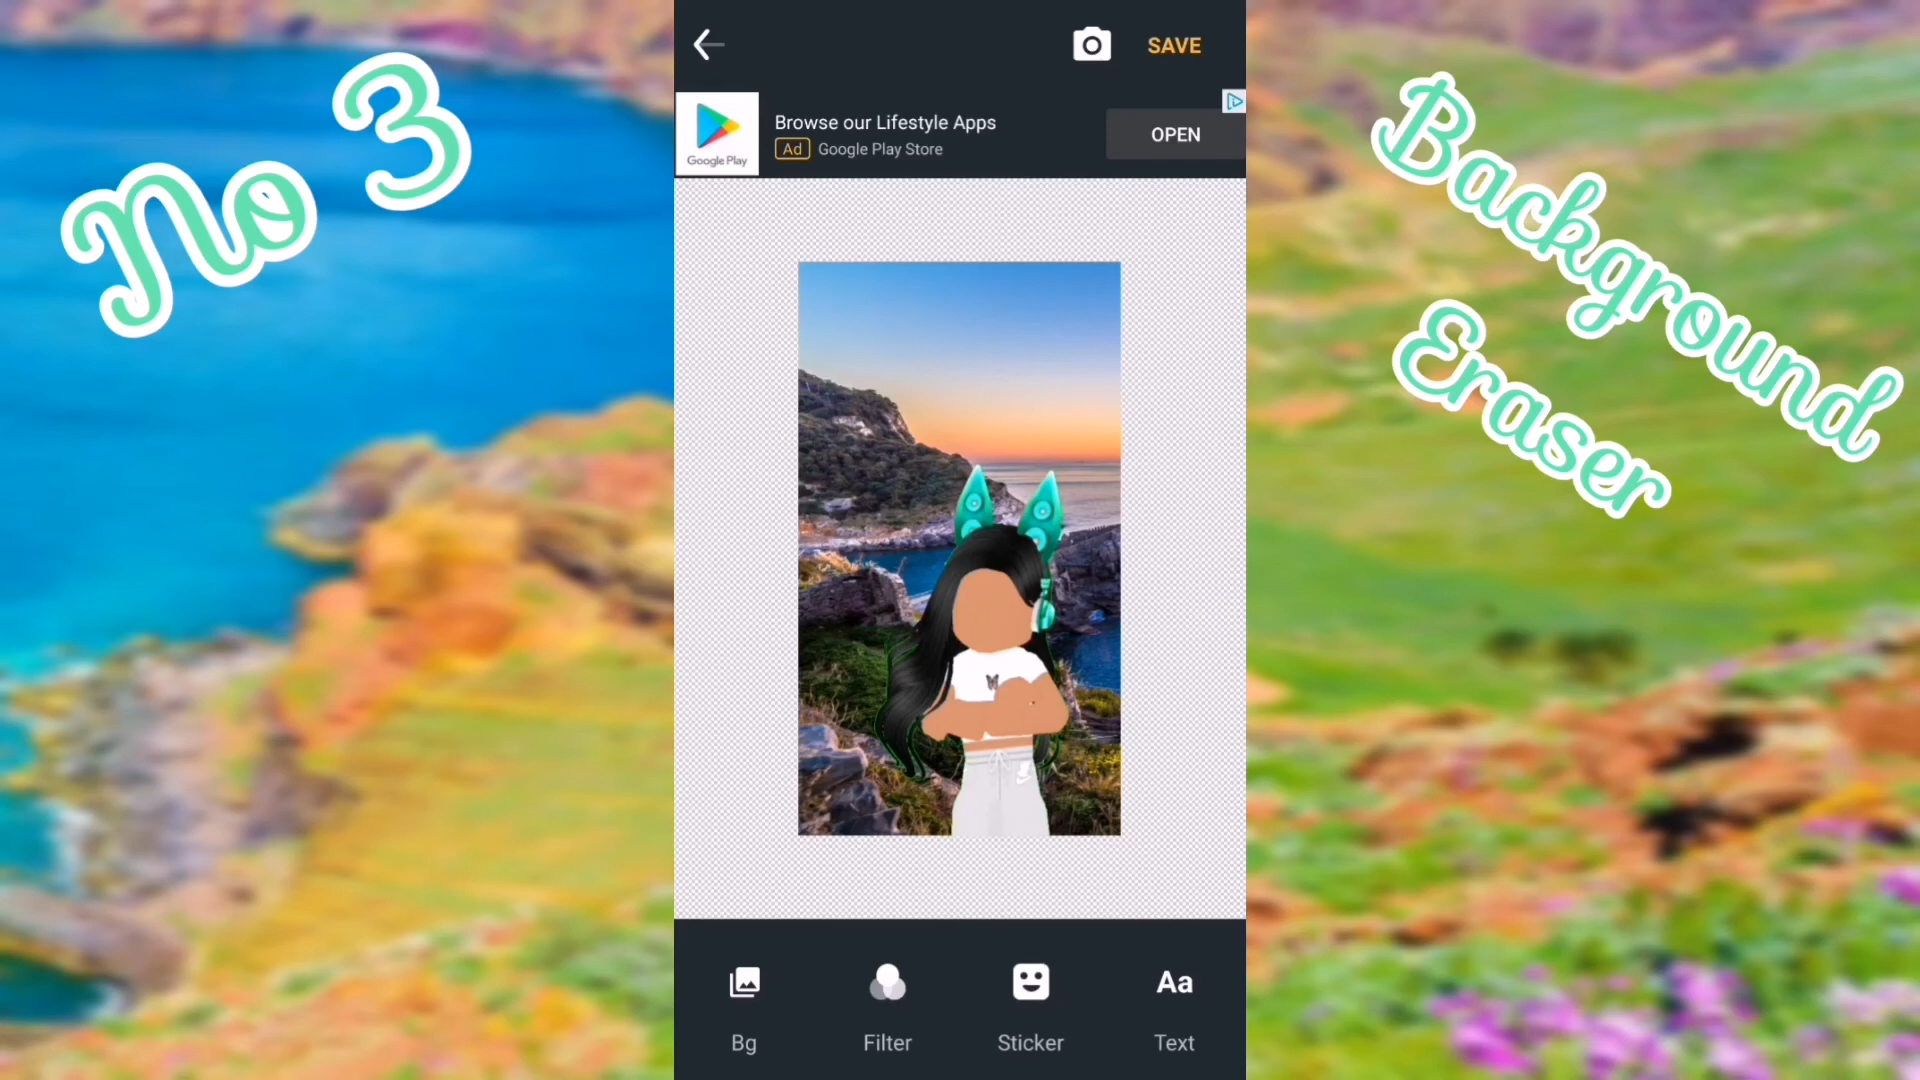 No 3
SAVE
Browse our Lifestyle Apps
Ad Google Play Store
OPEN
Google Play
Background
Eraser
Bg
Filter
Sticker
Aa
Text